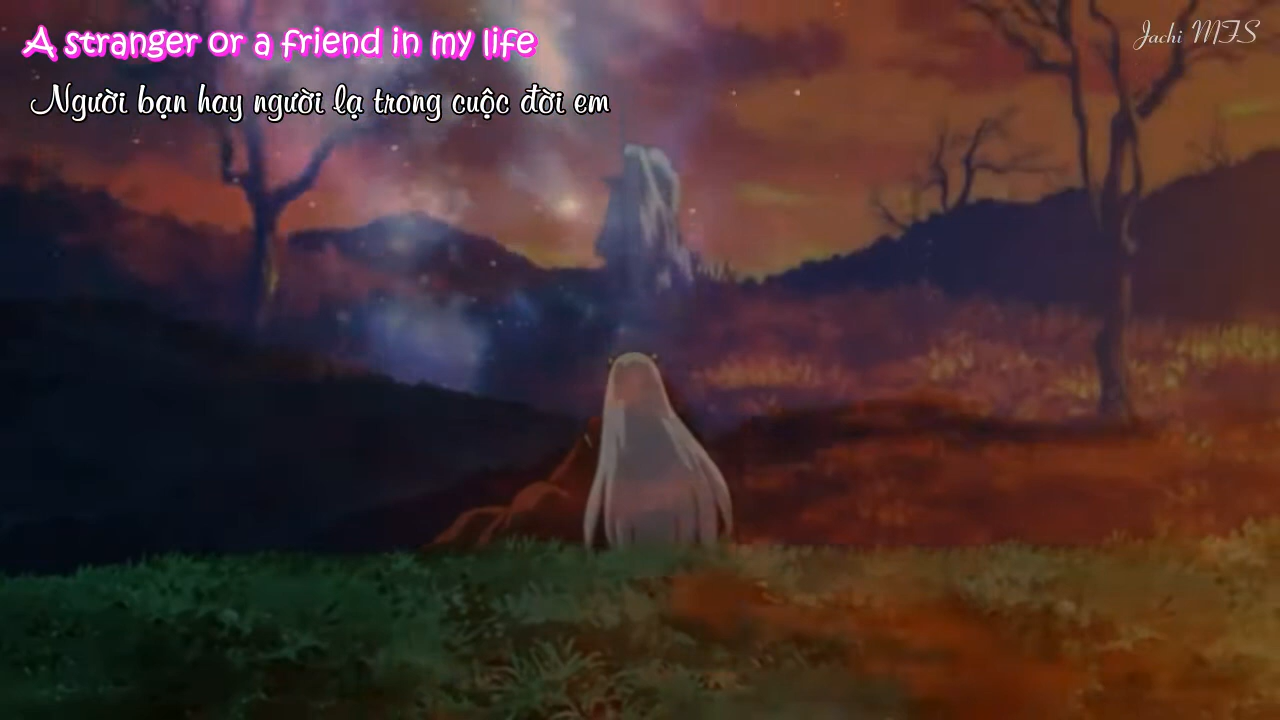 A stranger or a friend in my life
Jachi MFS
Người bạn hay người lạ trong cuộc đời em